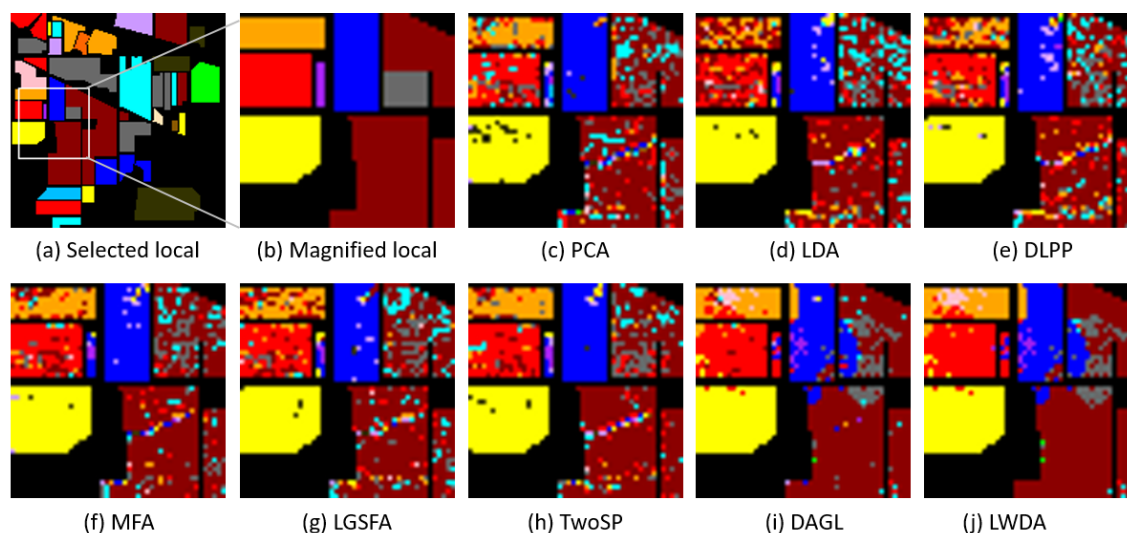 (a) Selected local
(b) Magnified local
(c) PCA
(d) LDA
(e) DLPP
(f) MFA
(g) LGSFA
(h) TwoSP
(i) DAGL
(j) LWDA